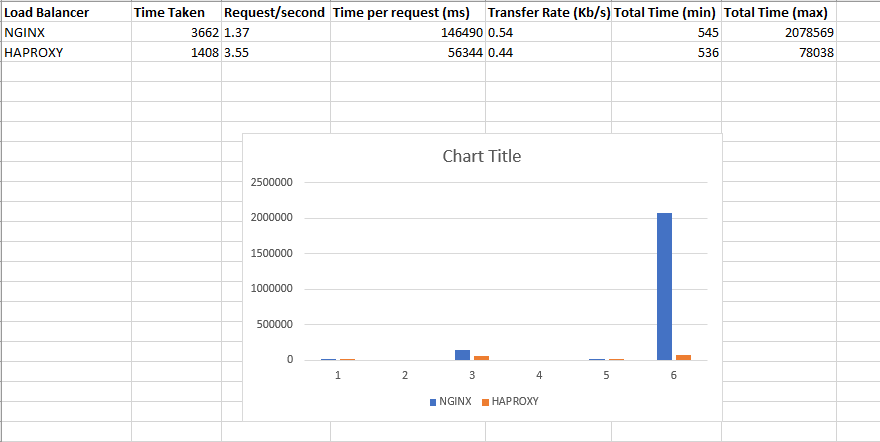 Load Balancer Time Taken Request/second Time per request (ms) Transfer Rate (Kb/s) Total Time (min) Total Time (max)
NGINX 3662 1.37 146490 0.54 545 2078569
HAPROXY 1408 3.55 56344 0.44 536 78038
Chart Title
2500000
2000000
1500000
1000000
500000
0
1 2 3 4 5 6
NGINX HAPROXY